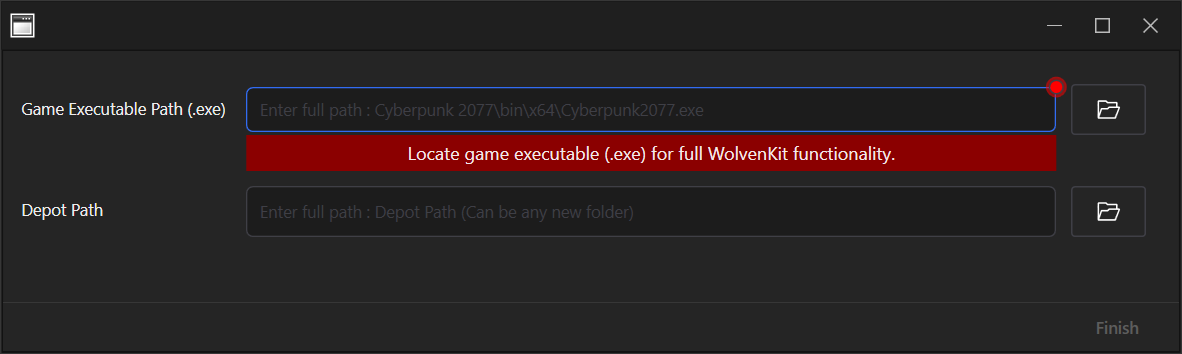 Game Executable Path (.exe)
Enter full path : Cyberpunk 2077\bin\x64\Cyberpunk2077.exe
Locate game executable (.exe) for full WolvenKit functionality.
Depot Path
Enter full path : Depot Path (Can be any new folder)
Finish